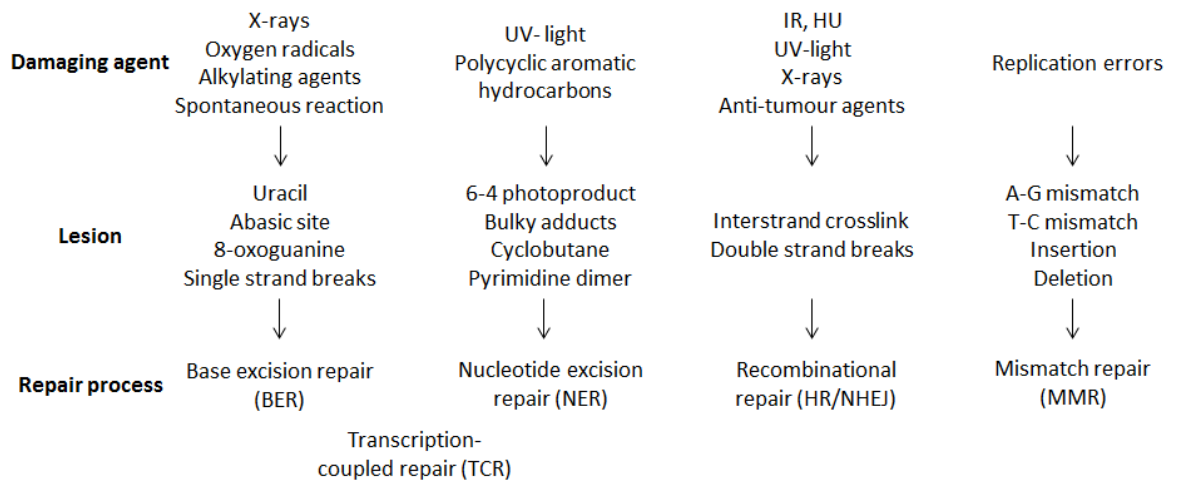 Damaging agent
X-rays
Oxygen radicals
Alkylating agents
Spontaneous reaction
UV- light
Polycyclic aromatic
hydrocarbons
IR, HU
UV-light
X-rays
Anti-tumour agents
Replication errors
Lesion
Uracil
Abasic site
8-oxoguanine
Single strand breaks
6-4 photoproduct
Bulky adducts
Cyclobutane
Pyrimidine dimer
Interstrand crosslink
Double strand breaks
A-G mismatch
T-C mismatch
Insertion
Deletion
Repair process
Base excision repair
(BER)
Nucleotide excision
repair (NER)
Recombinational
repair (HR/NHEJ)
Mismatch repair
(MMR)
Transcription-
coupled repair (TCR)